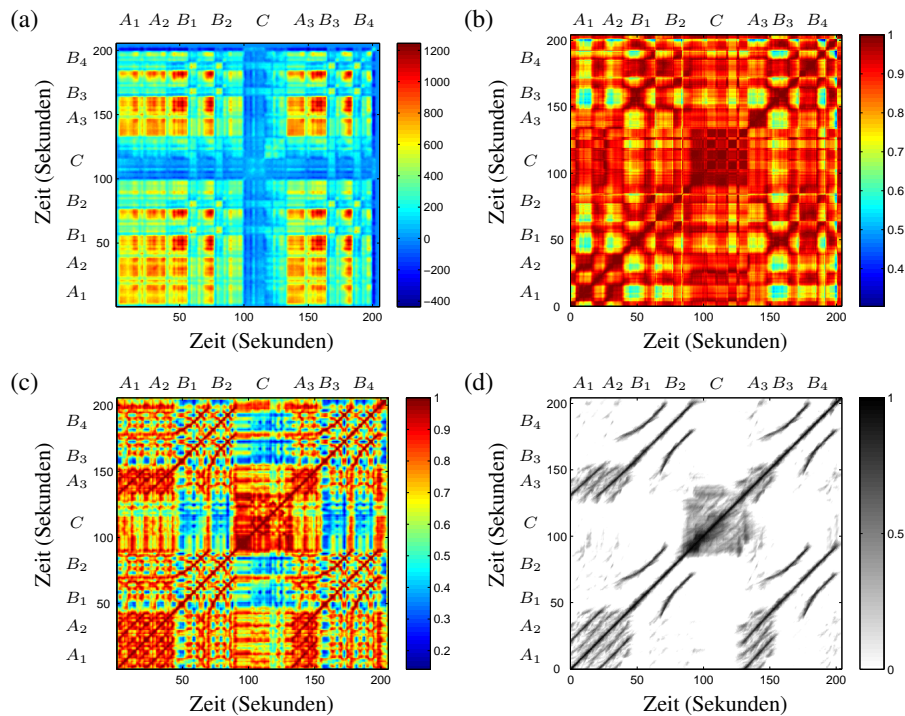 (a)
A1 A2 B1 B2 C A3 B3 B4
Zeit (Sekunden)
B4
B3
A3
C
B2
B1
A2
A1
200
150
100
50
50 100 150 200
Zeit (Sekunden)
1200
1000
800
600
400
200
0
−200
−400
(b)
A1 A2 B1 B2 C A3 B3 B4
Zeit (Sekunden)
B4
B3
A3
C
B2
B1
A2
A1
200
150
100
50
0
0 50 100 150 200
Zeit (Sekunden)
1
0.9
0.8
0.7
0.6
0.5
0.4
(c)
A1 A2 B1 B2 C A3 B3 B4
Zeit (Sekunden)
B4
B3
A3
C
B2
B1
A2
A1
200
150
100
50
50 100 150 200
Zeit (Sekunden)
1
0.9
0.8
0.7
0.6
0.5
0.4
0.3
0.2
(d)
A1 A2 B1 B2 C A3 B3 B4
Zeit (Sekunden)
B4
B3
A3
C
B2
B1
A2
A1
200
150
100
50
0
0 50 100 150 200
Zeit (Sekunden)
1
0.5
0